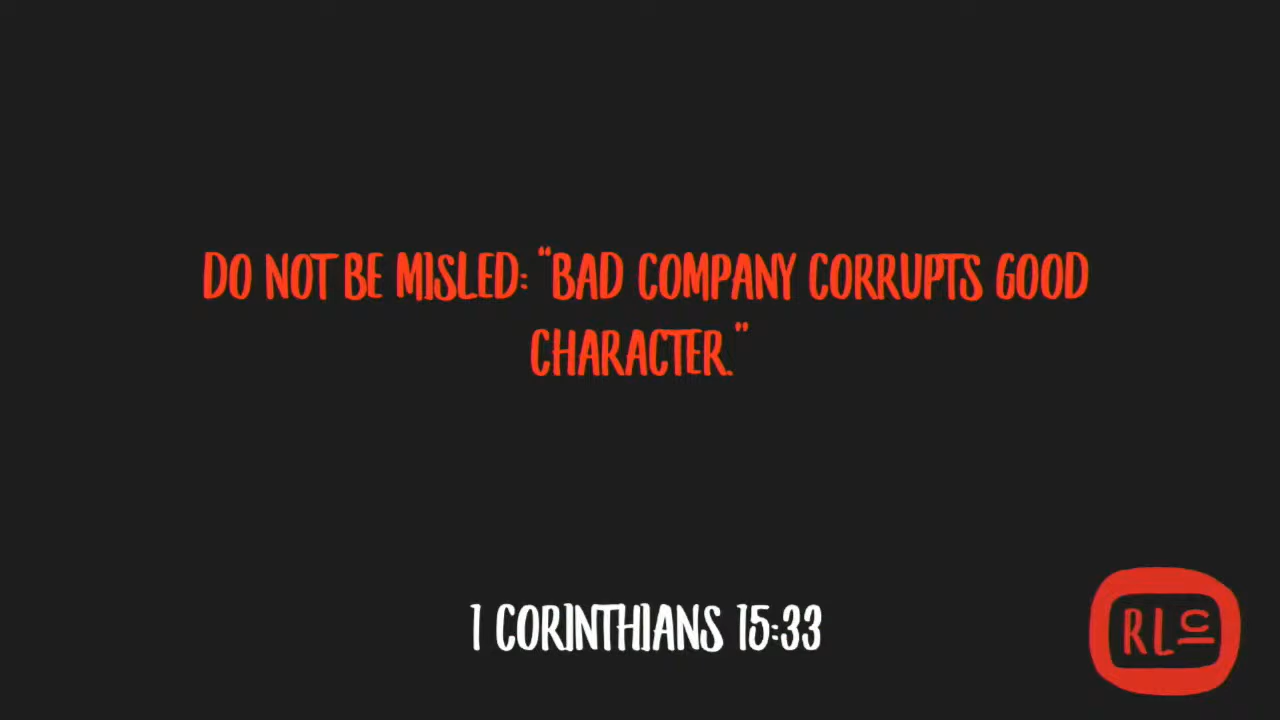 DO NOT BE MISLED: "BAD COMPANY CORRUPTS GOOD
CHARACTER."
1 CORINTHIANS 15:33
RLC